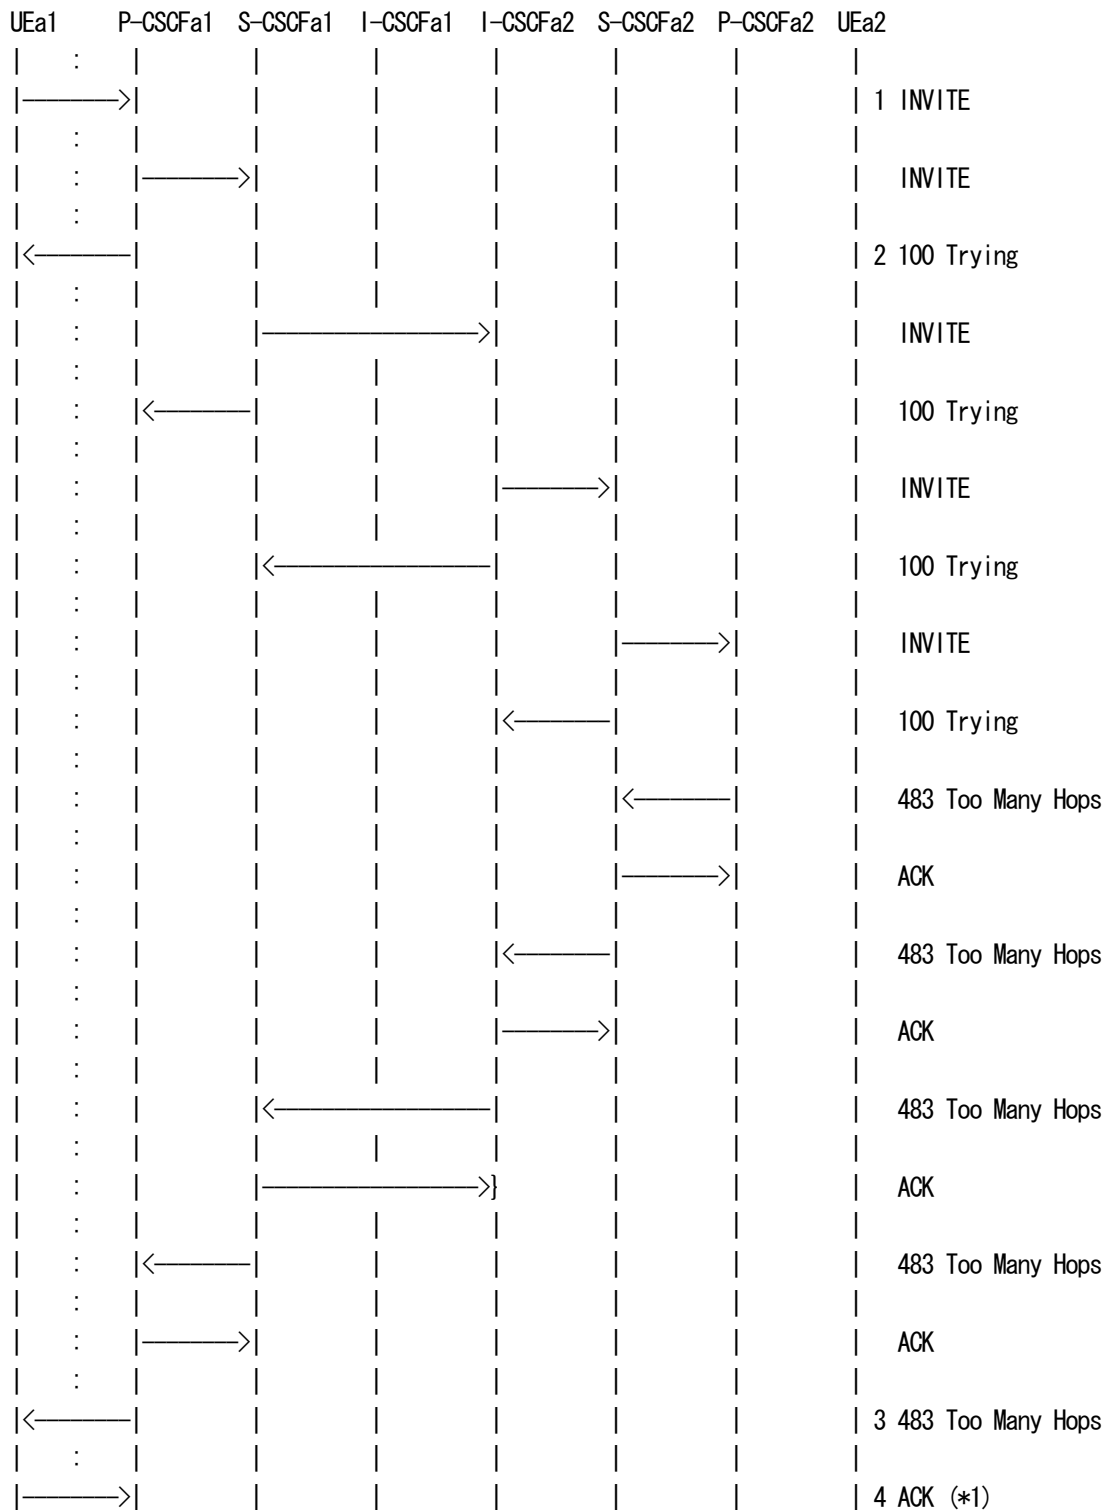 UEa1 P-CSCFa1 S-CSCFa1 I-CSCFa1 I-CSCFa2 S-CSCFa2 P-CSCFa2 UEa2
1 INVITE
INVITE
2 100 Trying
INVITE
100 Trying
INVITE
100 Trying
INVITE
100 Trying
483 Too Many Hops
ACK
483 Too Many Hops
ACK
483 Too Many Hops
ACK
483 Too Many Hops
ACK
3 483 Too Many Hops
4 ACK (*1)